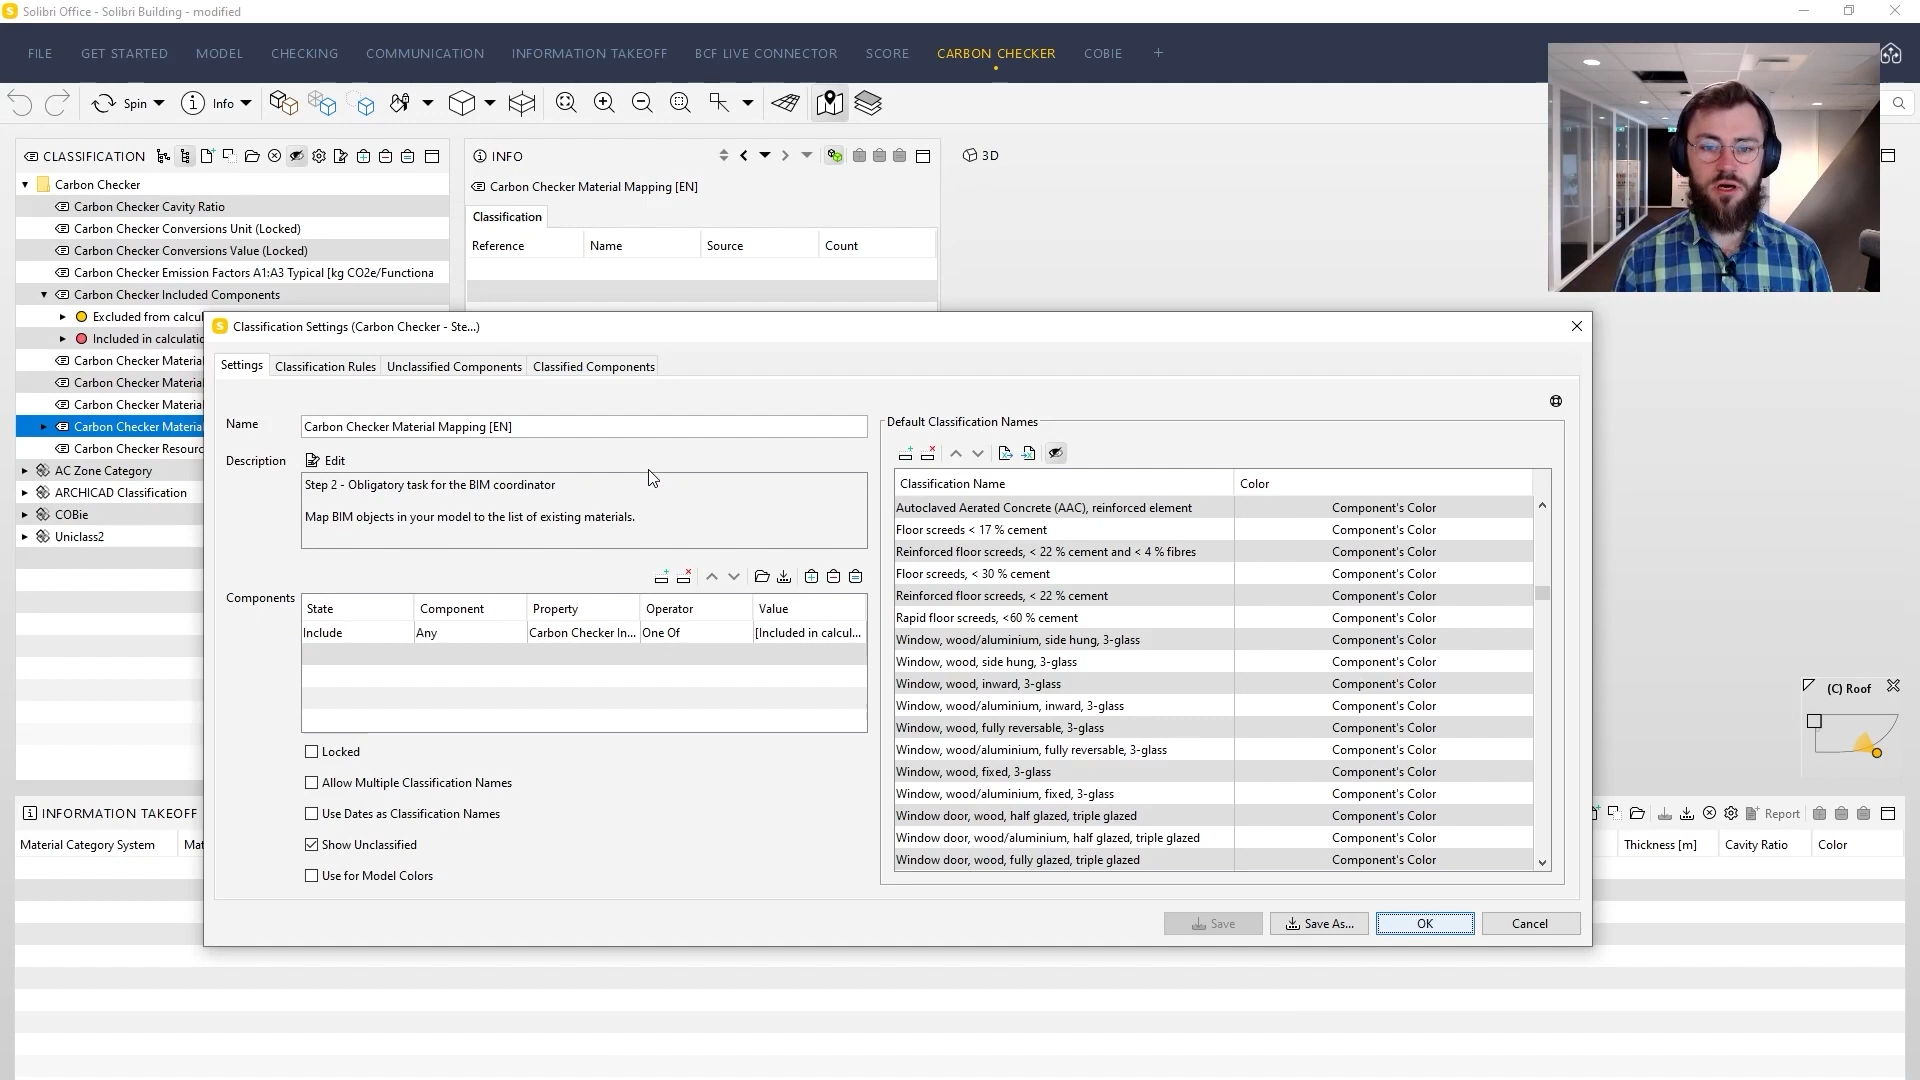 Solibri Office - Solibri Building - modified
FILE GET STARTED MODEL CHECKING COMMUNICATION INFORMATION TAKEOFF BCF LIVE CONNECTOR SCORE CARBON CHECKER COBIE +
Spin Info
CLASSIFICATION
Carbon Checker
Carbon Checker Cavity Ratio
Carbon Checker Conversions Unit (Locked)
Carbon Checker Conversions Value (Locked)
Carbon Checker Emission Factors A1:A3 Typical [kg CO2e/Functiona
Carbon Checker Included Components
Excluded from calcul
Included in calculatic
Carbon Checker Material
Carbon Checker Material
Carbon Checker Material
Carbon Checker Material
Carbon Checker Resourc
AC Zone Category
ARCHICAD Classification
COBie
Uniclass2
INFO
Carbon Checker Material Mapping [EN]
Classification
Reference Name Source Count
3D
Classification Settings (Carbon Checker - Ste...)
Settings Classification Rules Unclassified Components Classified Components
Name Carbon Checker Material Mapping [EN]
Description Edit
Step 2 - Obligatory task for the BIM coordinator
Map BIM objects in your model to the list of existing materials.
Components
State Component Property Operator Value
Include Any Carbon Checker In... One Of [Included in calcul...
Locked
Allow Multiple Classification Names
Use Dates as Classification Names
Show Unclassified
Use for Model Colors
Default Classification Names
Classification Name Color
Autoclaved Aerated Concrete (AAC), reinforced element Component's Color
Floor screeds < 17 % cement Component's Color
Reinforced floor screeds, < 22 % cement and < 4 % fibres Component's Color
Floor screeds, < 30 % cement Component's Color
Reinforced floor screeds, < 22 % cement Component's Color
Rapid floor screeds, <60 % cement Component's Color
Window, wood/aluminium, side hung, 3-glass Component's Color
Window, wood, side hung, 3-glass Component's Color
Window, wood, inward, 3-glass Component's Color
Window, wood/aluminium, inward, 3-glass Component's Color
Window, wood, fully reversable, 3-glass Component's Color
Window, wood/aluminium, fully reversable, 3-glass Component's Color
Window, wood, fixed, 3-glass Component's Color
Window, wood/aluminium, fixed, 3-glass Component's Color
Window door, wood, half glazed, triple glazed Component's Color
Window door, wood/aluminium, half glazed, triple glazed Component's Color
Window door, wood, fully glazed, triple glazed Component's Color
Save Save As... OK Cancel
(C) Roof
INFORMATION TAKEOFF
Report
Material Category System Mat
Thickness [m] Cavity Ratio Color